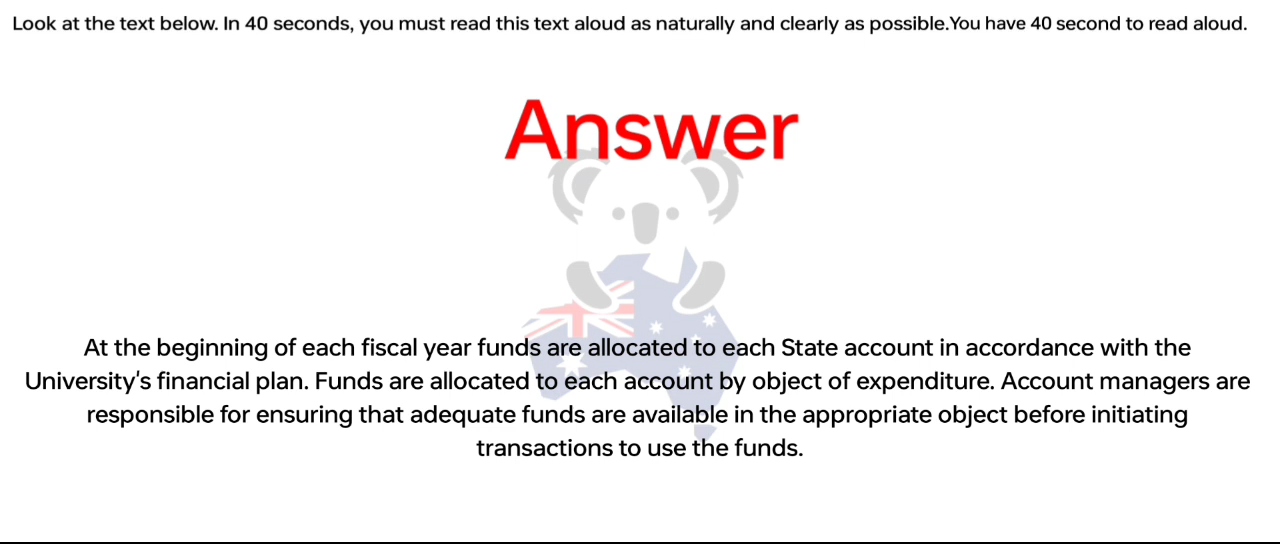 Look at the text below. In 40 seconds, you must read this text aloud as naturally and clearly as possible.You have 40 second to read aloud.
Answer
At the beginning of each fiscal year funds are allocated to each State account in accordance with the
University's financial plan. Funds are allocated to each account by object of expenditure. Account managers are
responsible for ensuring that adequate funds are available in the appropriate object before initiating
transactions to use the funds.